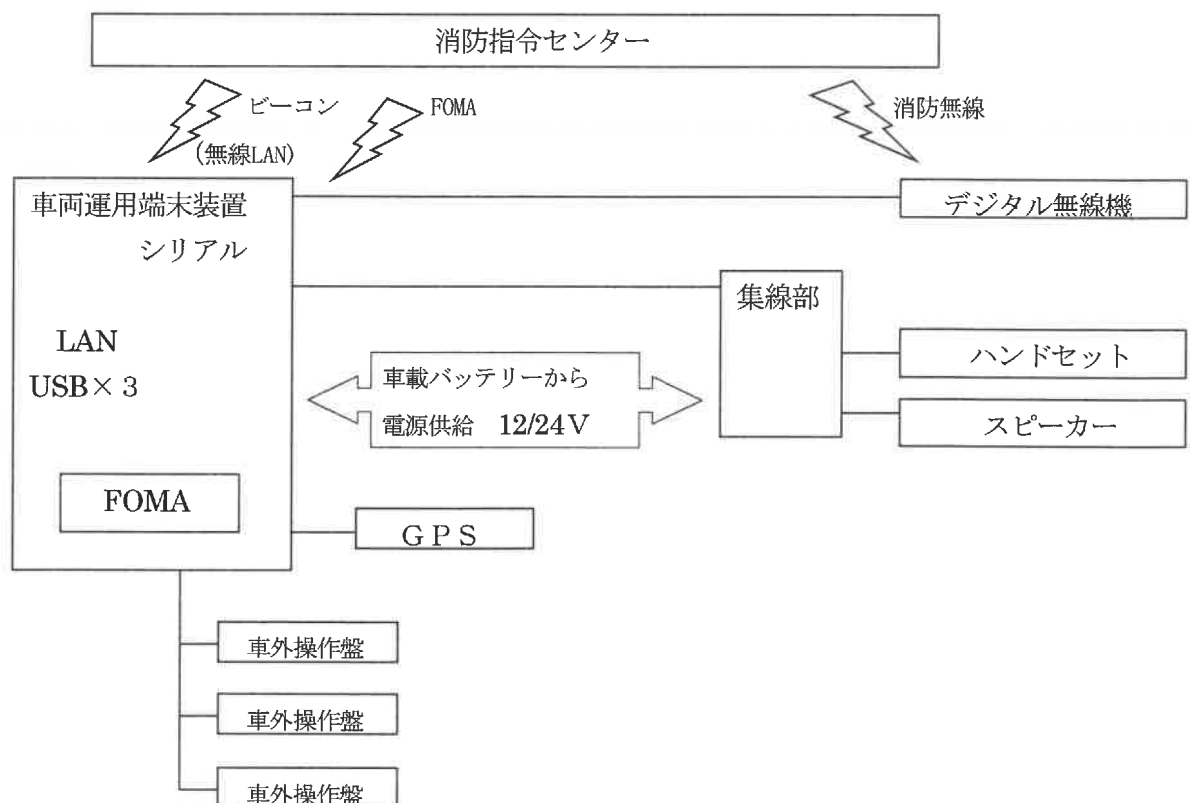 消防指令センター
ビーコン
(無線LAN)
FOMA
消防無線
車両運用端末装置
シリアル
LAN
USB×3
FOMA
デジタル無線機
集線部
ハンドセット
スピーカー
車載バッテリーから
電源供給 12/24V
GPS
車外操作盤
車外操作盤
車外操作盤